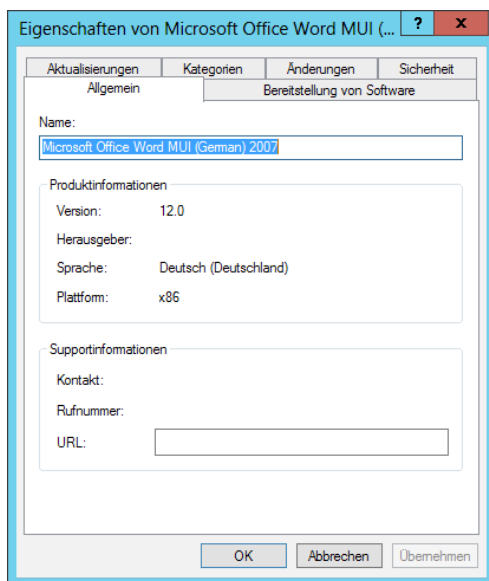 Eigenschaften von Microsoft Office Word MUI (... ? x
Aktualisierungen Kategorien Änderungen Sicherheit
Allgemein Bereitstellung von Software
Name:
Microsoft Office Word MUI (German) 2007
Produktinformationen
Version: 12.0
Herausgeber:
Sprache: Deutsch (Deutschland)
Plattform: x86
Supportinformationen
Kontakt:
Rufnummer:
URL:
OK Abbrechen Übernehmen